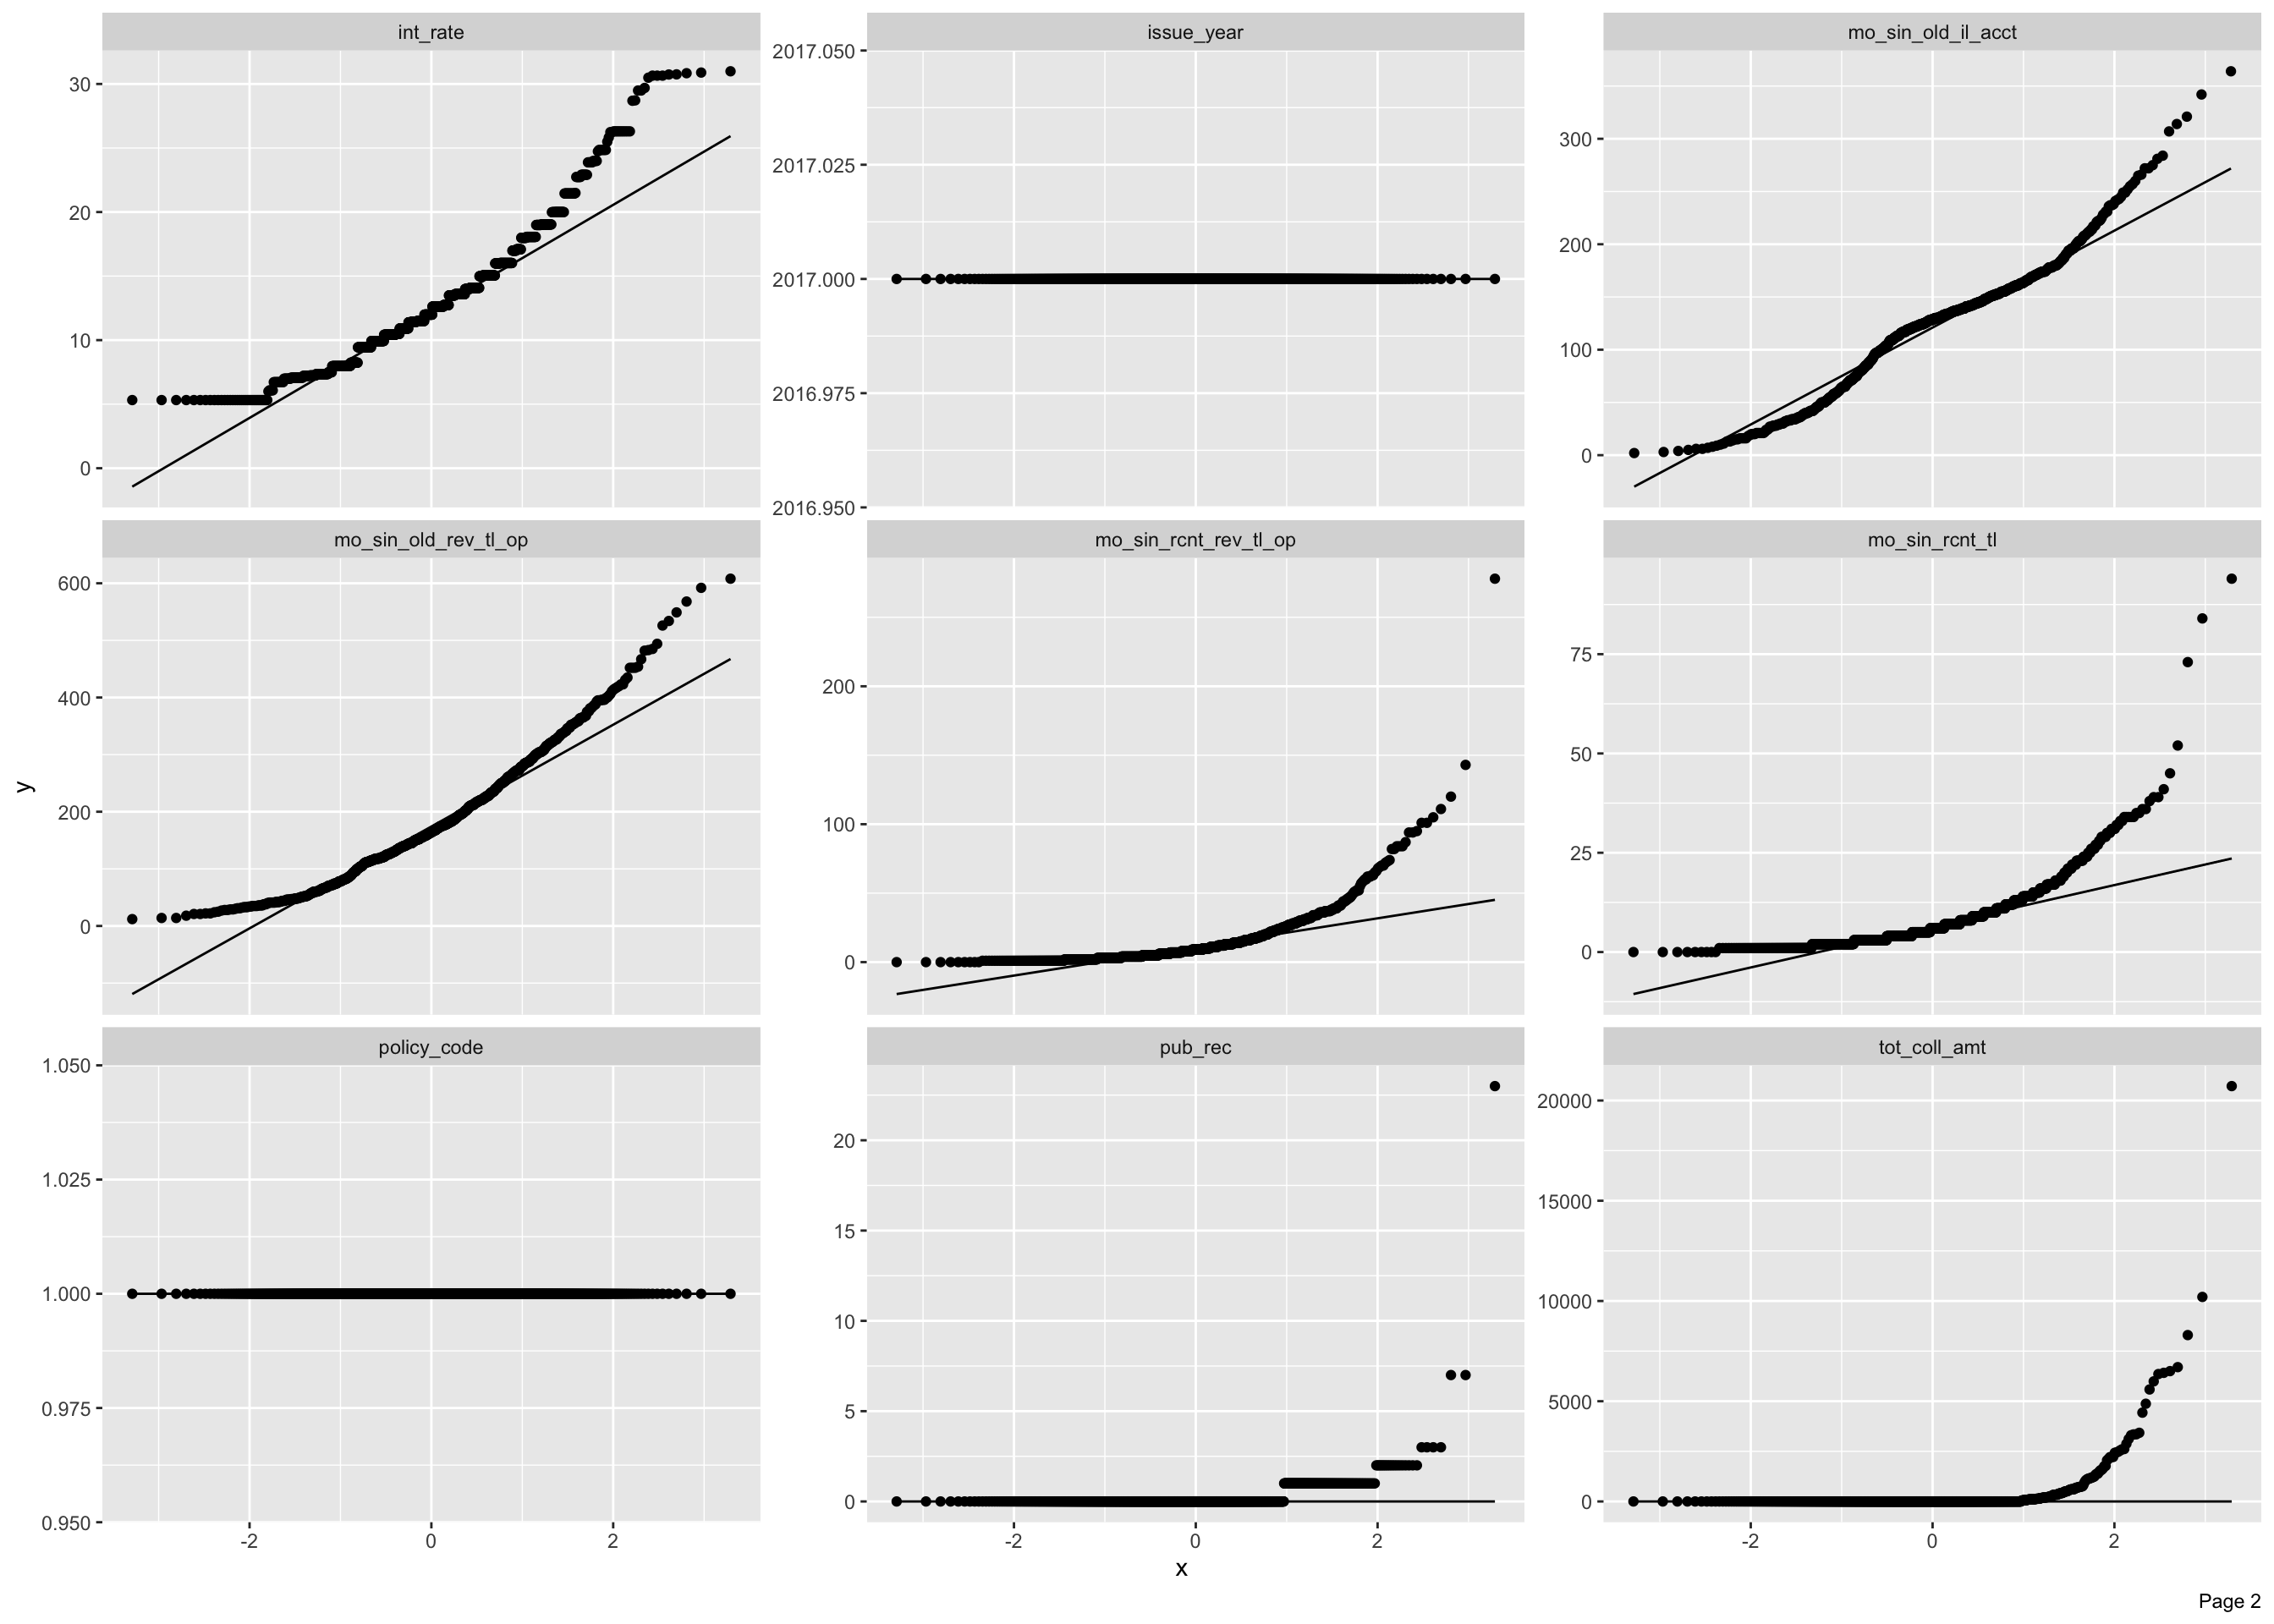 int_rate
issue_year
mo_sin_old_il_acct
30
20
10
0
2017.050
2017.025
2017.000
2016.975
2016.950
300
200
100
0
mo_sin_old_rev_tl_op
mo_sin_rcnt_rev_tl_op
mo_sin_rcnt_tl
600
400
200
0
200
100
0
75
50
25
0
policy_code
pub_rec
tot_coll_amt
1.050
1.025
1.000
0.975
0.950
20
15
10
5
0
20000
15000
10000
5000
0
-2 0 2
-2 0 2
-2 0 2
y
x
Page 2